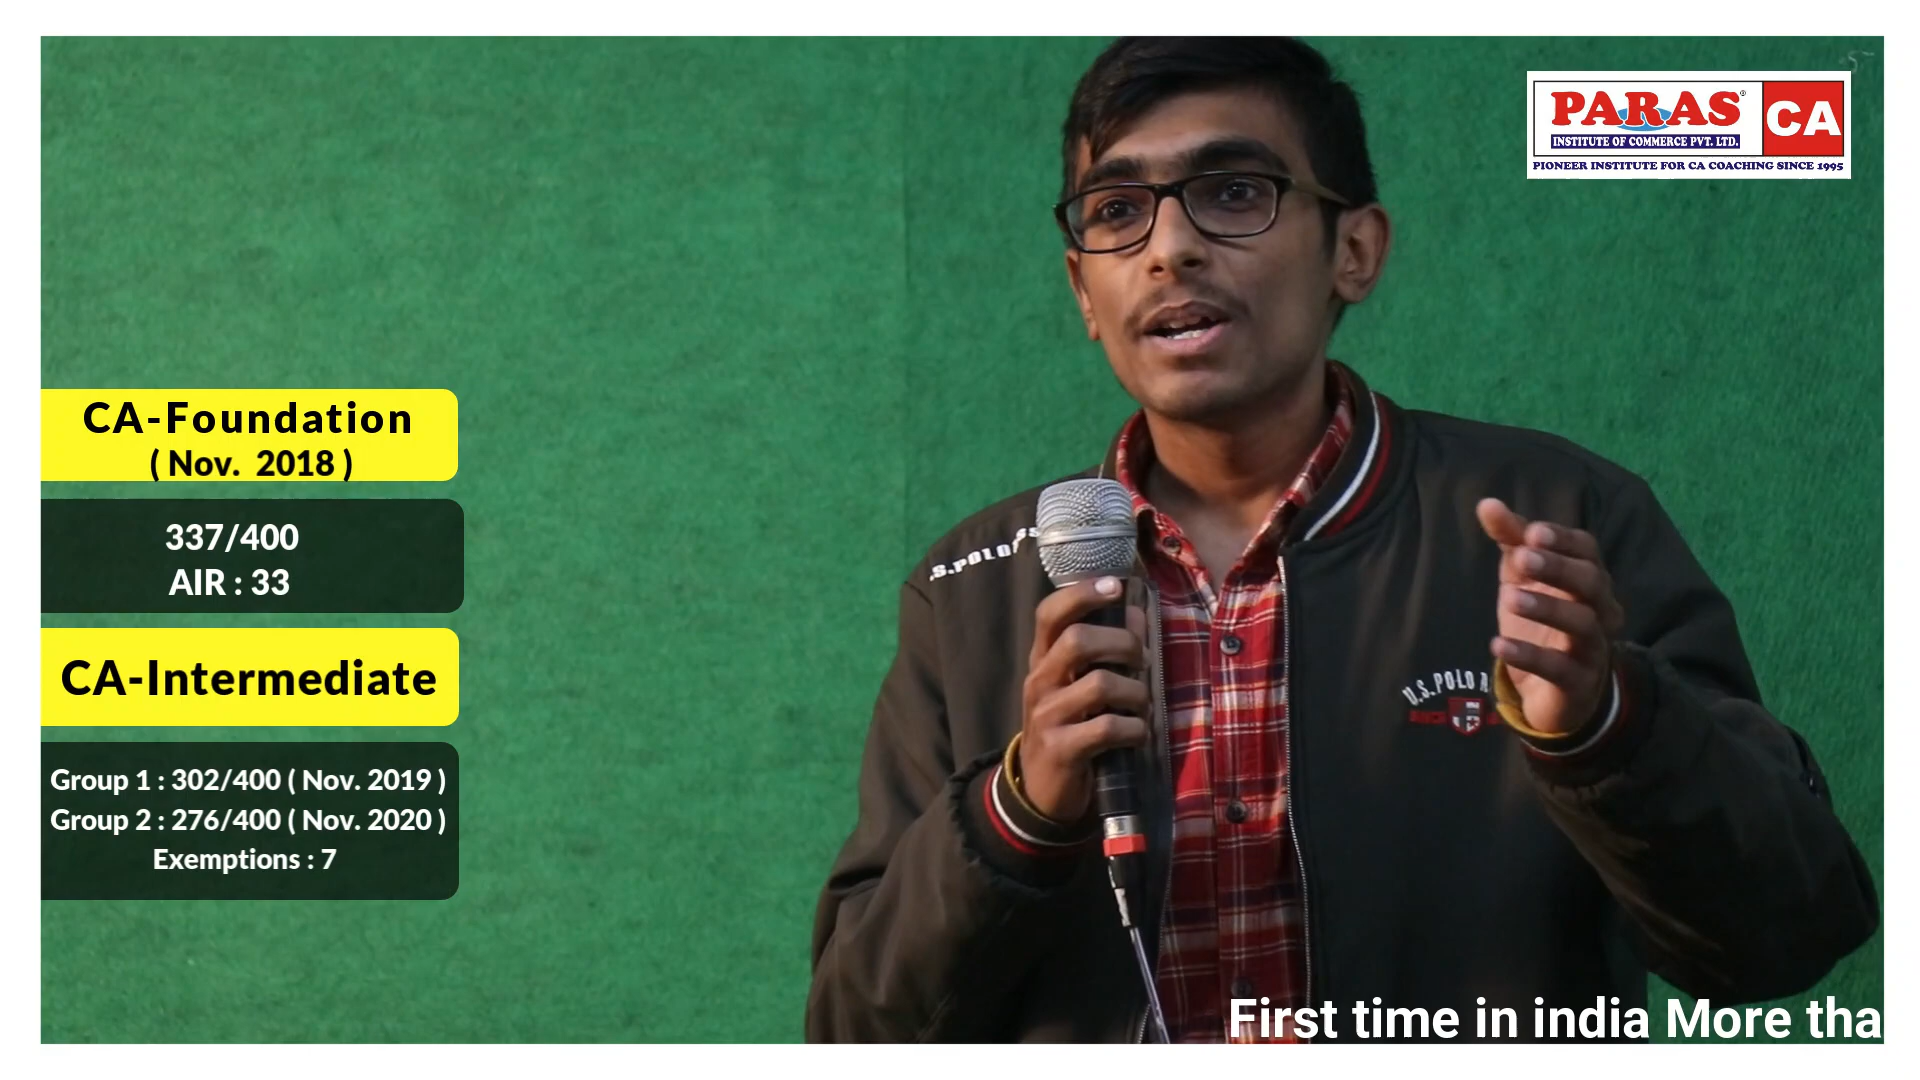 PARAS®
CA
INSTITUTE OF COMMERCE PVT. LTD.
PIONEER INSTITUTE FOR CA COACHING SINCE 1995
CA-Foundation
( Nov. 2018 )
337/400
AIR : 33
CA-Intermediate
Group 1 : 302/400 ( Nov. 2019 )
Group 2 : 276/400 ( Nov. 2020 )
Exemptions : 7
.S.POLO
U.S. POLO
First time in india More tha